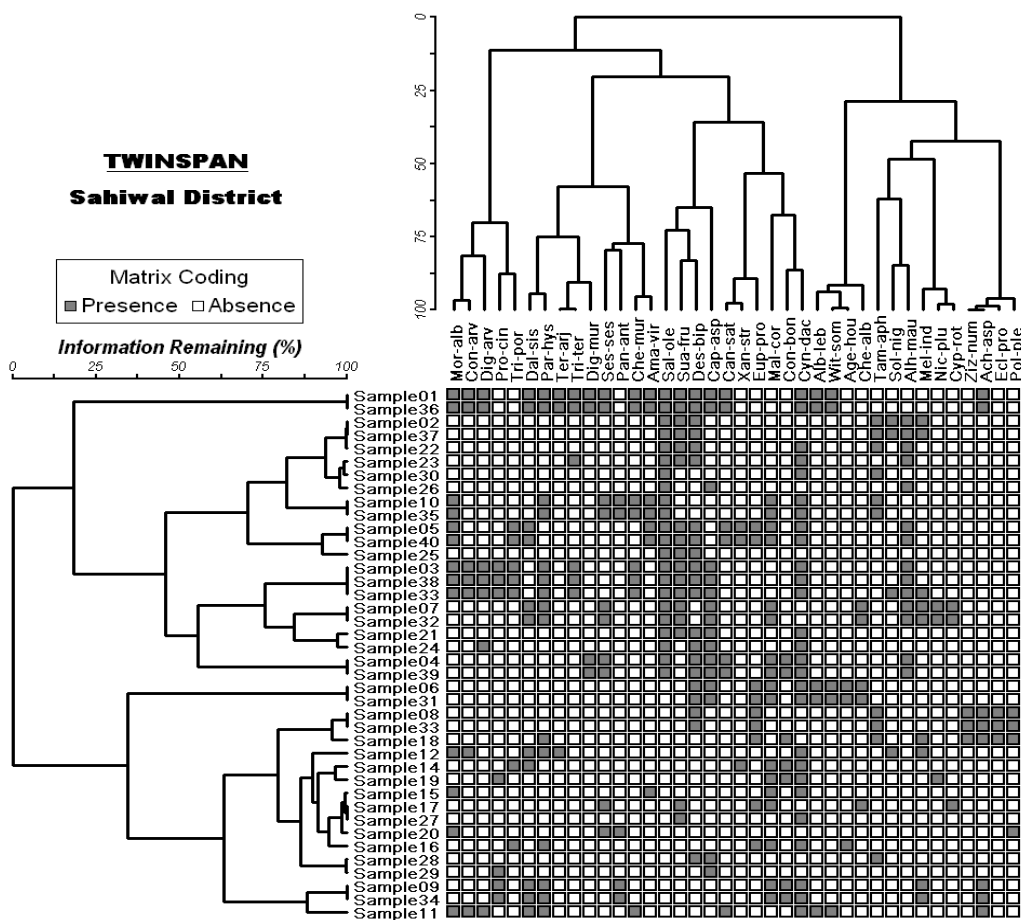 0
25
50
75
100
TWINSPAN
Sahiwal District
Matrix Coding
Presence Absence
Information Remaining (%)
0 25 50 75 100
Mor-alb
Con-arv
Dig-arv
Pro-cin
Tri-por
Dal-sis
Par-hys
Ter-arj
Tri-ter
Dig-mur
Ses-ses
Pan-ant
Che-mur
Ama-vir
Sal-ole
Sua-fru
Des-bip
Cap-asp
Can-sat
Xan-str
Eup-pro
Mal-cor
Con-bon
Cyn-dac
Alb-leb
Wit-som
Age-hou
Che-alb
Tam-aph
Sol-nig
Alh-mau
Mel-ind
Nic-plu
Cyp-rot
Ziz-num
Ach-asp
Ecl-pro
Pol-ple
Sample01
Sample36
Sample02
Sample37
Sample22
Sample23
Sample30
Sample26
Sample10
Sample35
Sample05
Sample40
Sample25
Sample03
Sample38
Sample33
Sample07
Sample32
Sample21
Sample24
Sample04
Sample39
Sample06
Sample31
Sample08
Sample33
Sample18
Sample12
Sample14
Sample19
Sample15
Sample17
Sample27
Sample20
Sample16
Sample28
Sample29
Sample09
Sample34
Sample11